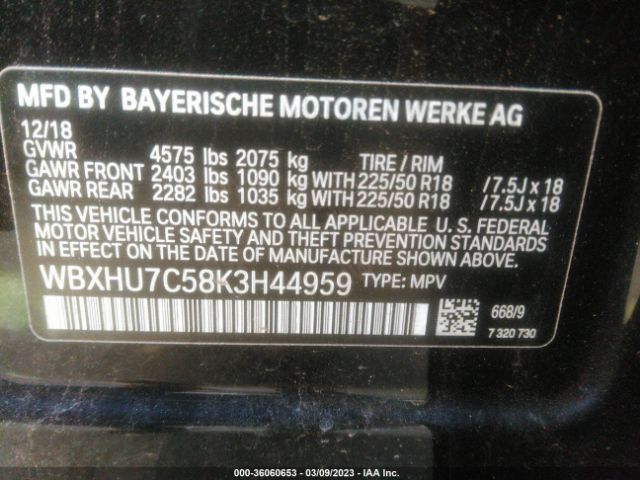 MFD BY BAYERISCHE MOTOREN WERKE AG
12/18
GVWR 4575 lbs 2075 kg TIRE / RIM
GAWR FRONT 2403 lbs 1090 kg WITH 225/50 R18 /7.5J x 18
GAWR REAR 2282 lbs 1035 kg WITH 225/50 R18 /7.5J x 18
THIS VEHICLE CONFORMS TO ALL APPLICABLE U. S. FEDERAL
MOTOR VEHICLE SAFETY AND THEFT PREVENTION STANDARDS
IN EFFECT ON THE DATE OF MANUFACTURE SHOWN ABOVE.
WBXHU7C58K3H44959 TYPE: MPV
668/9
7 320 730
000-36060653 - 03/09/2023 - IAA Inc.